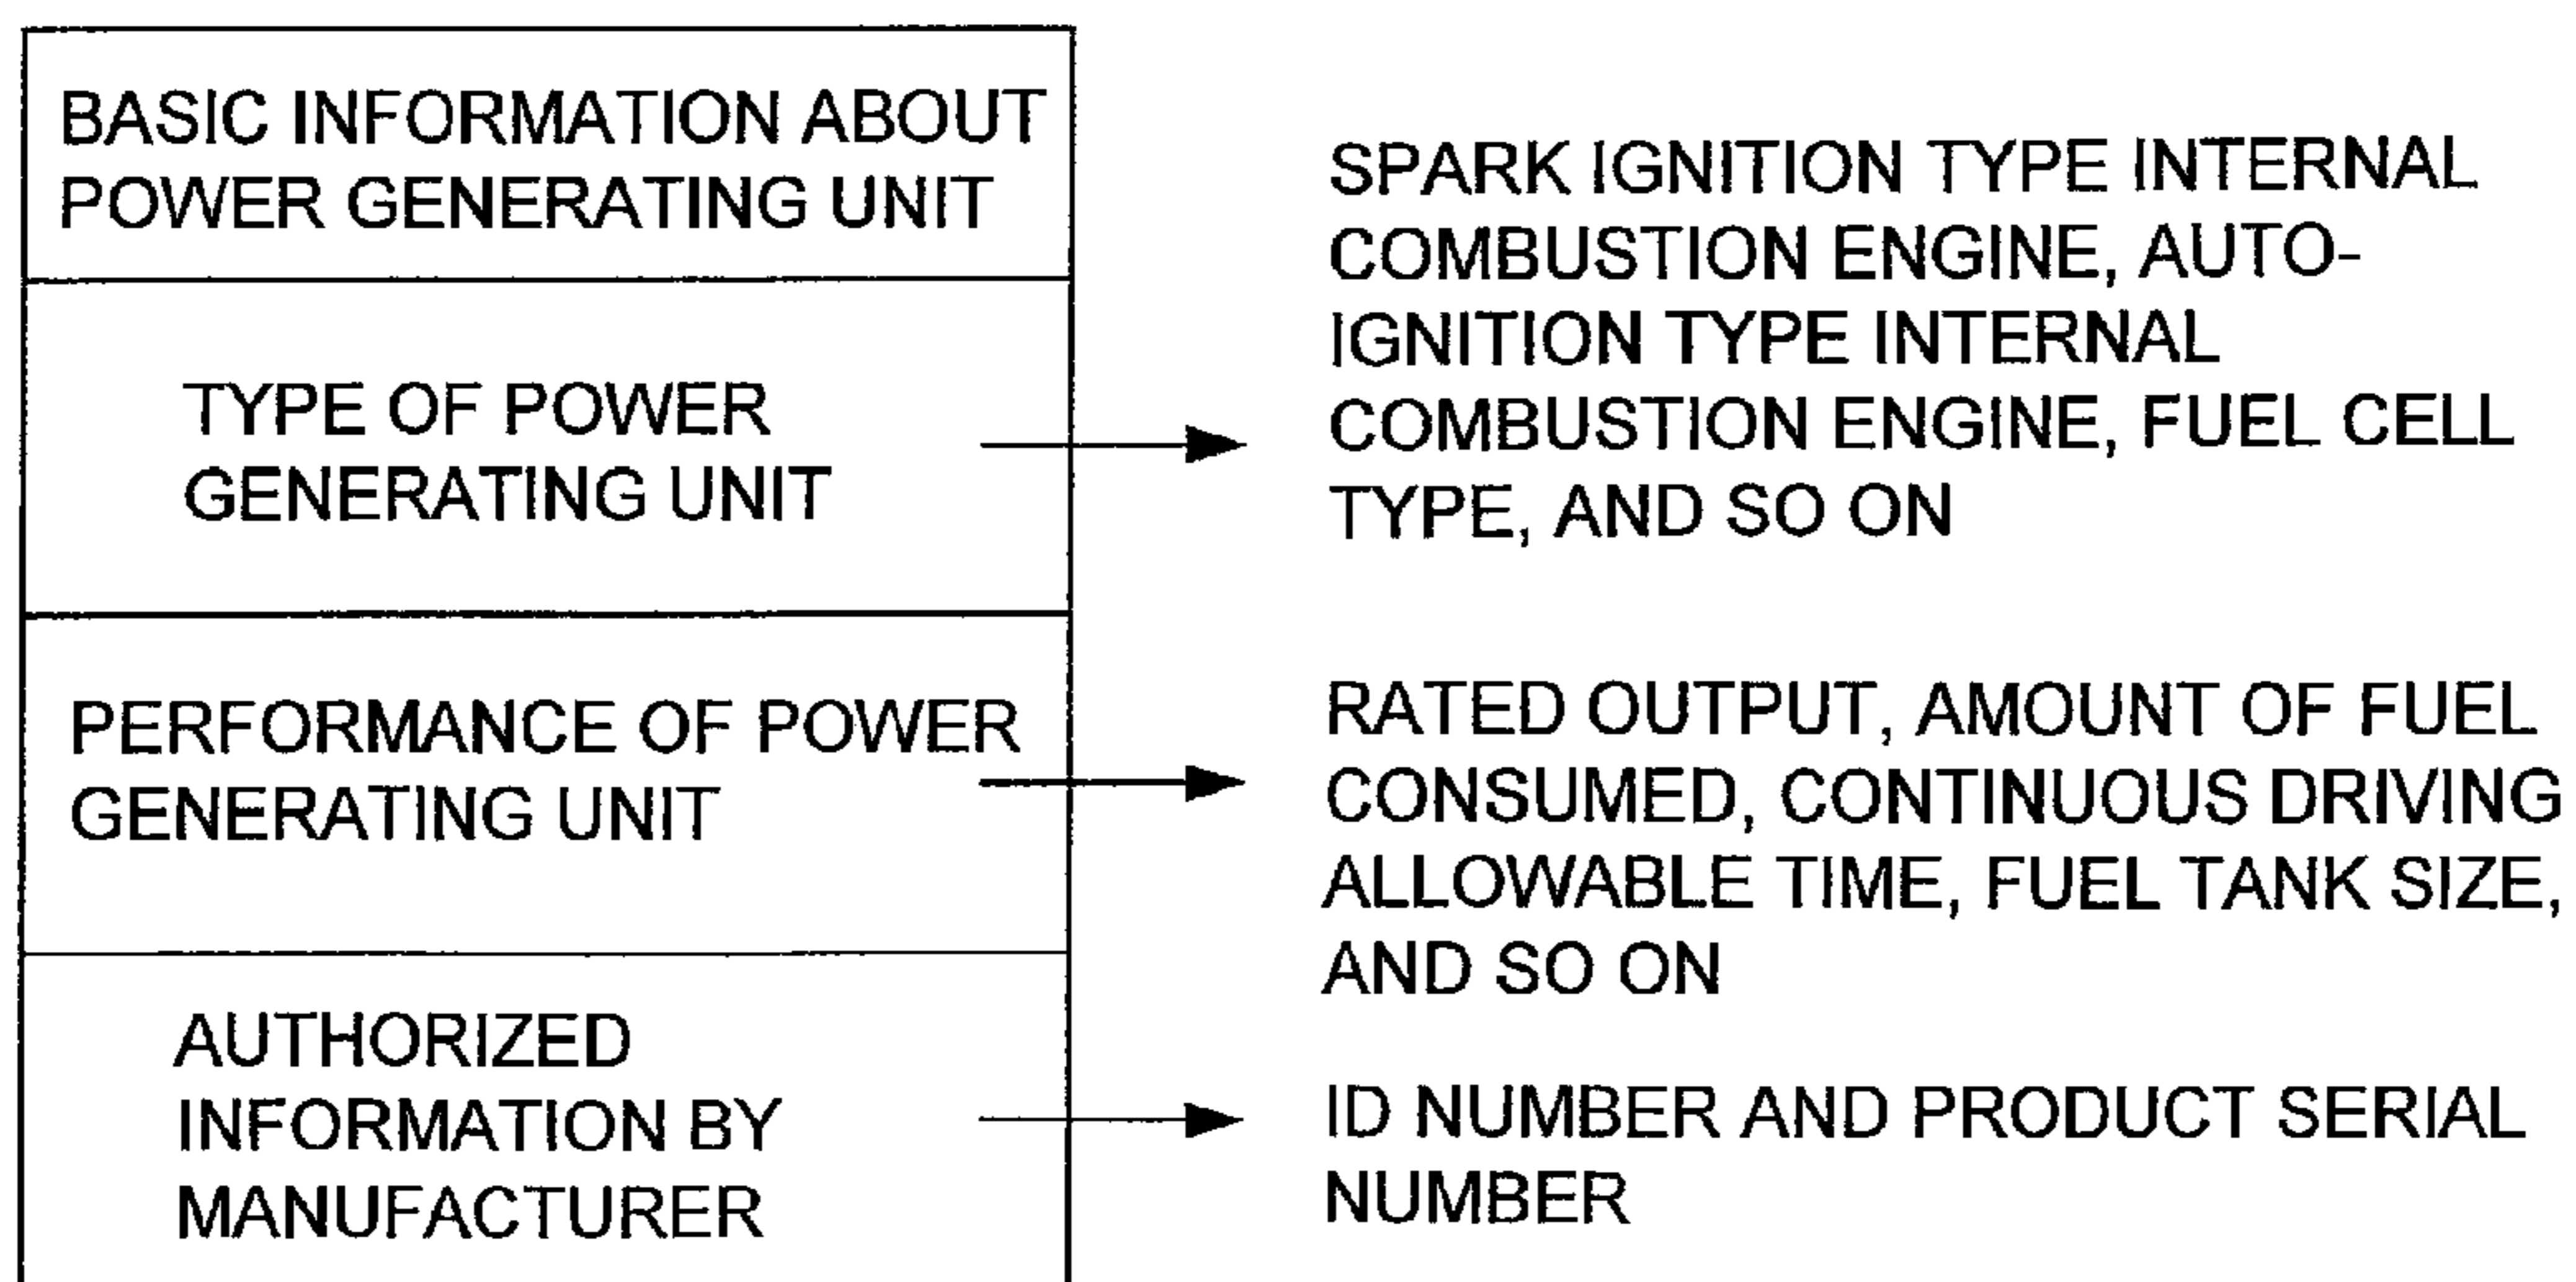 BASIC INFORMATION ABOUT
POWER GENERATING UNIT
TYPE OF POWER
GENERATING UNIT
SPARK IGNITION TYPE INTERNAL
COMBUSTION ENGINE, AUTO-
IGNITION TYPE INTERNAL
COMBUSTION ENGINE, FUEL CELL
TYPE, AND SO ON
PERFORMANCE OF POWER
GENERATING UNIT
RATED OUTPUT, AMOUNT OF FUEL
CONSUMED, CONTINUOUS DRIVING
ALLOWABLE TIME, FUEL TANK SIZE,
AND SO ON
AUTHORIZED
INFORMATION BY
MANUFACTURER
ID NUMBER AND PRODUCT SERIAL
NUMBER